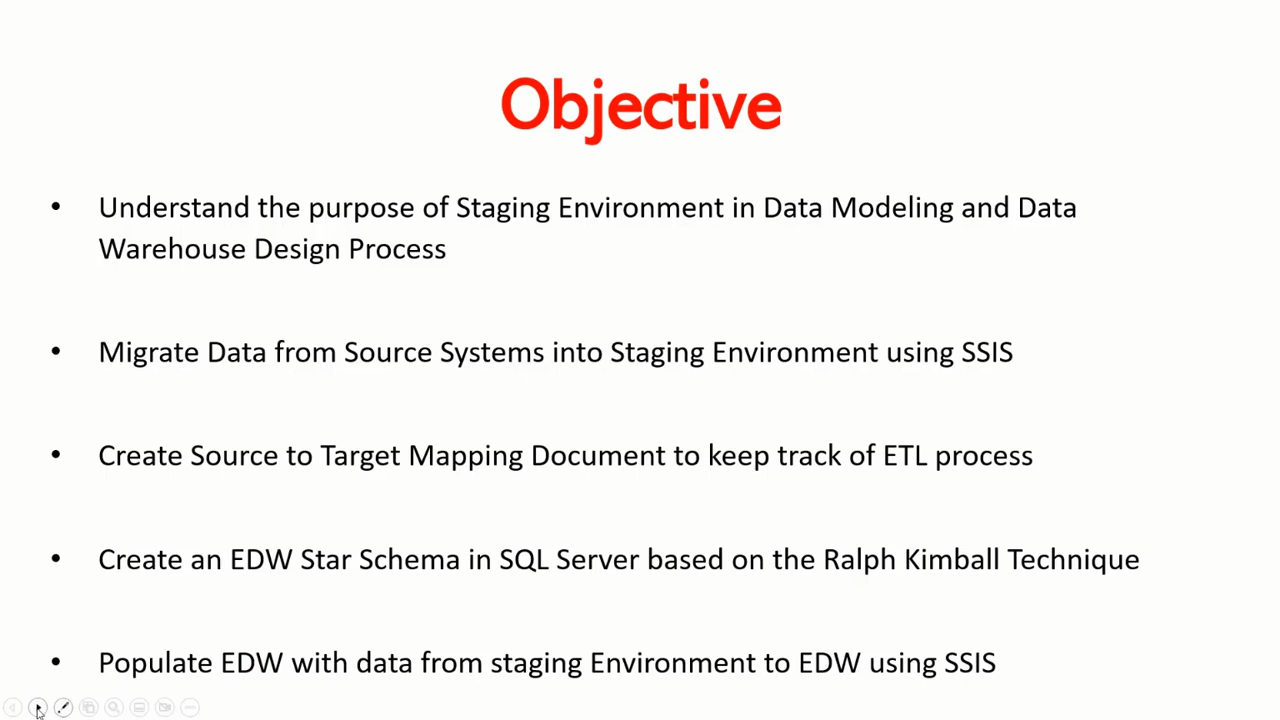 Objective
• Understand the purpose of Staging Environment in Data Modeling and Data
Warehouse Design Process
• Migrate Data from Source Systems into Staging Environment using SSIS
• Create Source to Target Mapping Document to keep track of ETL process
• Create an EDW Star Schema in SQL Server based on the Ralph Kimball Technique
• Populate EDW with data from staging Environment to EDW using SSIS